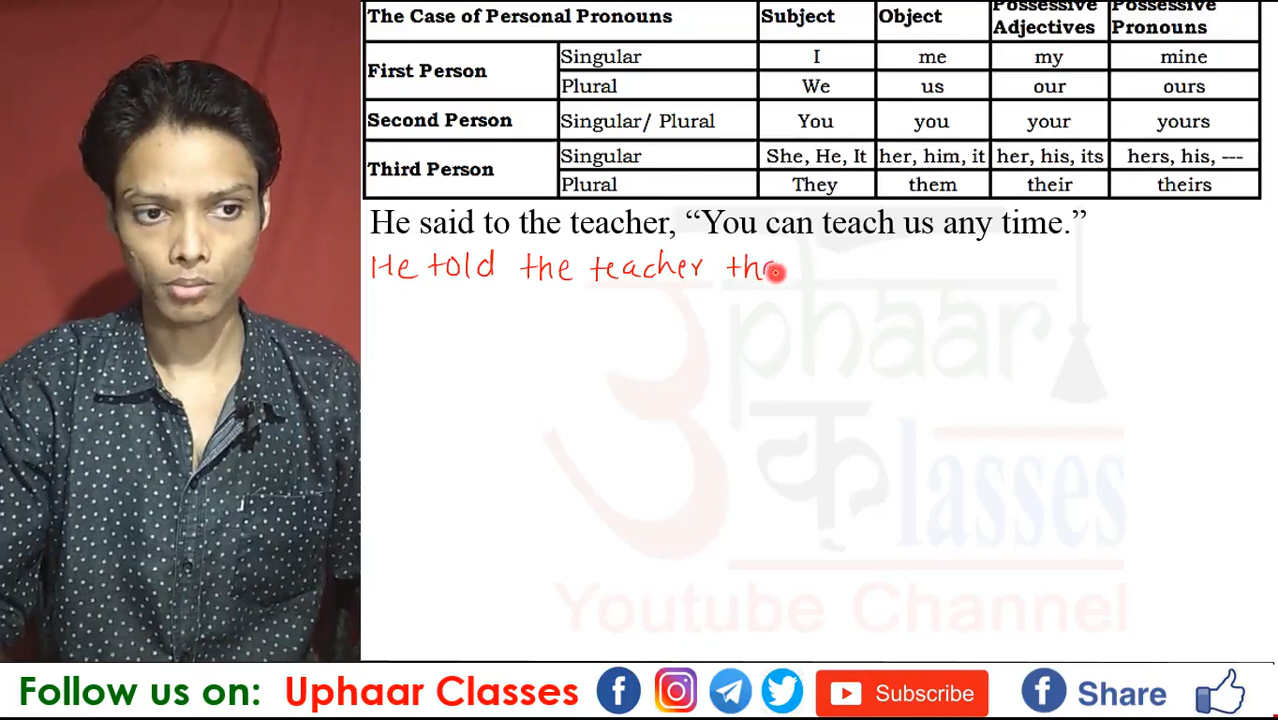 The Case of Personal Pronouns Subject Object Possessive Adjectives Possessive Pronouns
First Person Singular I me my mine
Plural We us our ours
Second Person Singular/ Plural You you your yours
Third Person Singular She, He, It her, him, it her, his, its hers, his, ---
Plural They them their theirs
He said to the teacher, “You can teach us any time.”
He told the teacher tha
उphaar
कlasses
Youtube Channel
Follow us on: Uphaar Classes Subscribe Share